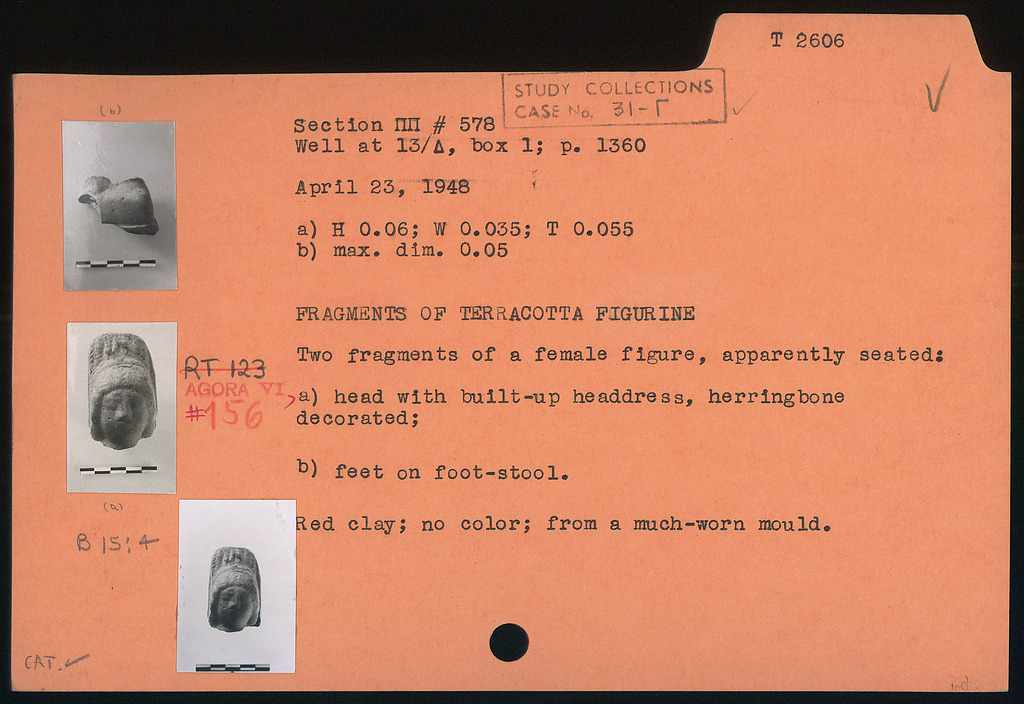 T 2606
STUDY COLLECTIONS
CASE No. 31-Γ
(b)
Section ΠΠ # 578
Well at 13/Δ, box 1; p. 1360
April 23, 1948
a) H 0.06; W 0.035; T 0.055
b) max. dim. 0.05
FRAGMENTS OF TERRACOTTA FIGURINE
Two fragments of a female figure, apparently seated:
RT 123
AGORA VI,
#156
a) head with built-up headdress, herringbone
decorated;
b) feet on foot-stool.
(a)
Red clay; no color; from a much-worn mould.
B 15:4
CAT.
ind.